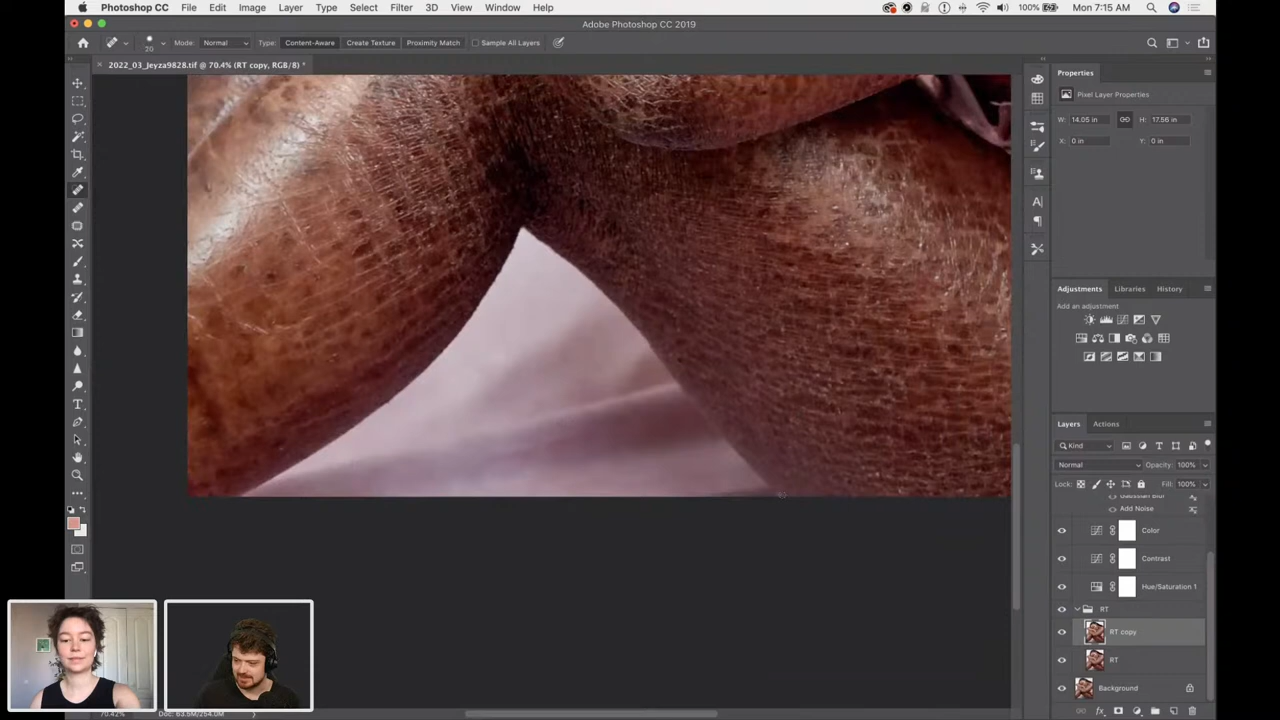 Photoshop CC File Edit Image Layer Type Select Filter 3D View Window Help 100% Mon 7:15 AM
Adobe Photoshop CC 2019
20 Mode: Normal Type: Content-Aware Create Texture Proximity Match Sample All Layers
2022_03_Jeyza9828.tif @ 70.4% (RT copy, RGB/8) *
Properties
Pixel Layer Properties
W: 14.05 in H: 17.56 in
X: 0 in Y: 0 in
Adjustments Libraries History
Add an adjustment
Layers Actions
Kind
Normal Opacity: 100%
Lock: Fill: 100%
Gaussian Blur
Add Noise
Color
Contrast
Hue/Saturation 1
RT
RT copy
RT
Background
70.42% Doc: 63.5M/254.0M